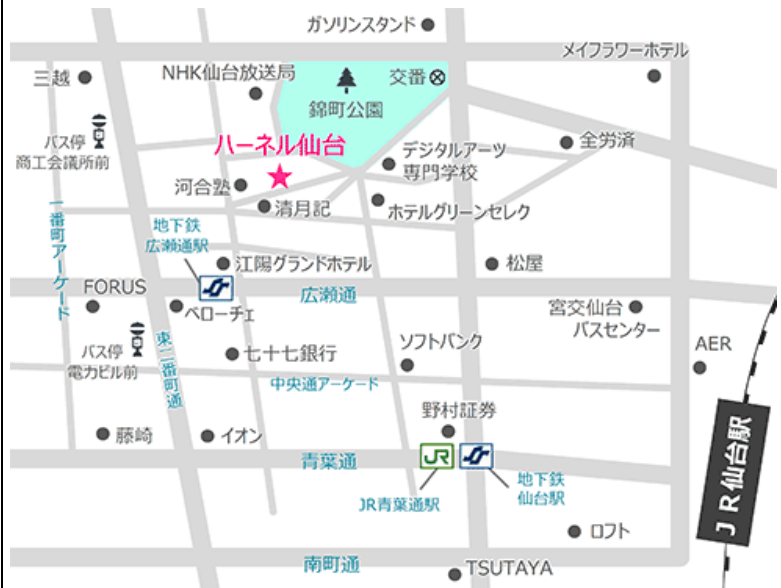 ガソリンスタンド
メイフラワーホテル
三越
NHK仙台放送局
交番
錦町公園
バス停
商工会議所前
ハーネル仙台
デジタルアーツ
専門学校
全労済
河合塾
清月記
ホテルグリーンセレク
一番町アーケード
地下鉄
広瀬通駅
江陽グランドホテル
松屋
FORUS
広瀬通
ベローチェ
宮交仙台
バスセンター
バス停
電力ビル前
東二番町通
七十七銀行
ソフトバンク
AER
中央通アーケード
野村証券
藤崎
イオン
青葉通
JR
地下鉄
仙台駅
JR青葉通駅
JR仙台駅
ロフト
南町通
TSUTAYA